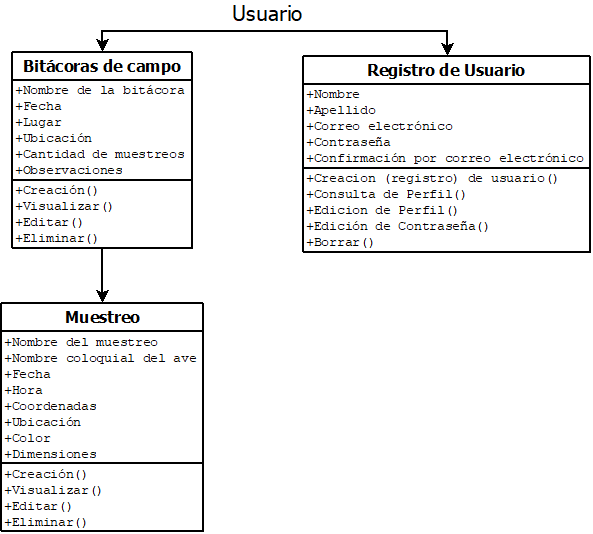 Usuario
Bitácoras de campo
+Nombre de la bitácora
+Fecha
+Lugar
+Ubicación
+Cantidad de muestreos
+Observaciones
+Creación()
+Visualizar()
+Editar()
+Eliminar()
Registro de Usuario
+Nombre
+Apellido
+Correo electrónico
+Contraseña
+Confirmación por correo electrónico
+Creacion (registro) de usuario()
+Consulta de Perfil()
+Edicion de Perfil()
+Edición de Contraseña()
+Borrar()
Muestreo
+Nombre del muestreo
+Nombre coloquial del ave
+Fecha
+Hora
+Coordenadas
+Ubicación
+Color
+Dimensiones
+Creación()
+Visualizar()
+Editar()
+Eliminar()